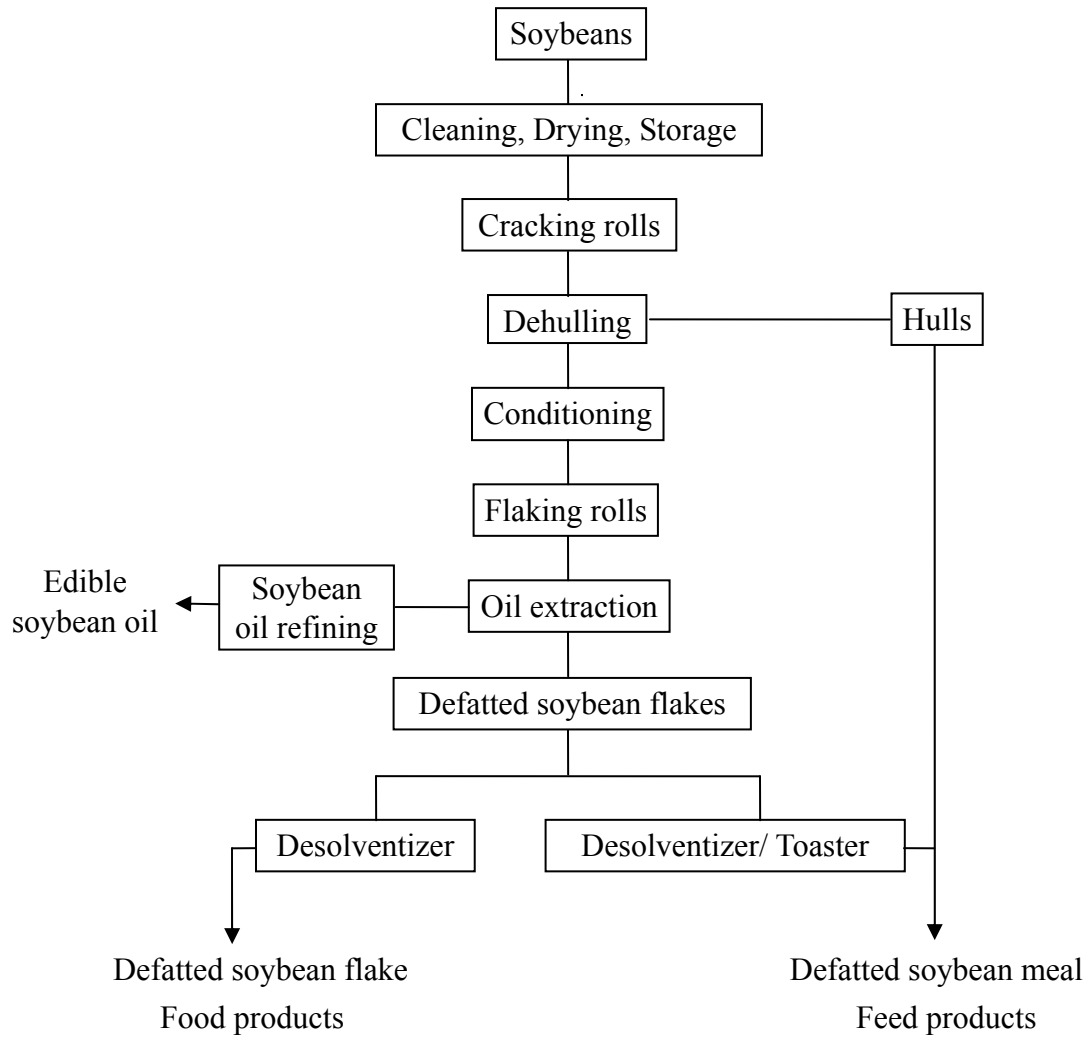 Soybeans
Cleaning, Drying, Storage
Cracking rolls
Dehulling
Hulls
Conditioning
Flaking rolls
Edible
soybean oil
Soybean
oil refining
Oil extraction
Defatted soybean flakes
Desolventizer
Desolventizer/ Toaster
Defatted soybean flake
Food products
Defatted soybean meal
Feed products